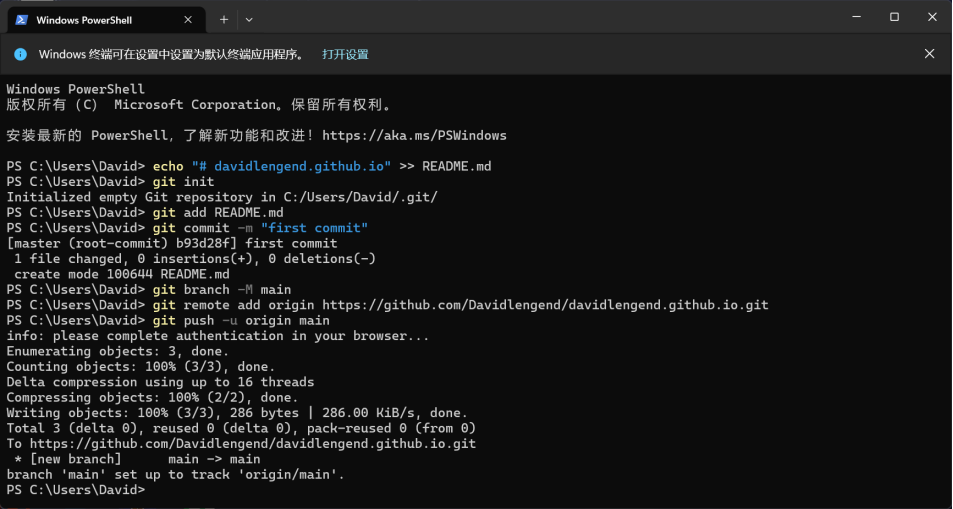 Windows PowerShell
Windows 终端可在设置中设置为默认终端应用程序。 打开设置
Windows PowerShell
版权所有 (C) Microsoft Corporation。保留所有权利。
安装最新的 PowerShell，了解新功能和改进！https://aka.ms/PSWindows
PS C:\Users\David> echo "# davidlengend.github.io" >> README.md
PS C:\Users\David> git init
Initialized empty Git repository in C:/Users/David/.git/
PS C:\Users\David> git add README.md
PS C:\Users\David> git commit -m "first commit"
[master (root-commit) b93d28f] first commit
 1 file changed, 0 insertions(+), 0 deletions(-)
 create mode 100644 README.md
PS C:\Users\David> git branch -M main
PS C:\Users\David> git remote add origin https://github.com/Davidlengend/davidlengend.github.io.git
PS C:\Users\David> git push -u origin main
info: please complete authentication in your browser...
Enumerating objects: 3, done.
Counting objects: 100% (3/3), done.
Delta compression using up to 16 threads
Compressing objects: 100% (2/2), done.
Writing objects: 100% (3/3), 286 bytes | 286.00 KiB/s, done.
Total 3 (delta 0), reused 0 (delta 0), pack-reused 0 (from 0)
To https://github.com/Davidlengend/davidlengend.github.io.git
 * [new branch]      main -> main
branch 'main' set up to track 'origin/main'.
PS C:\Users\David>